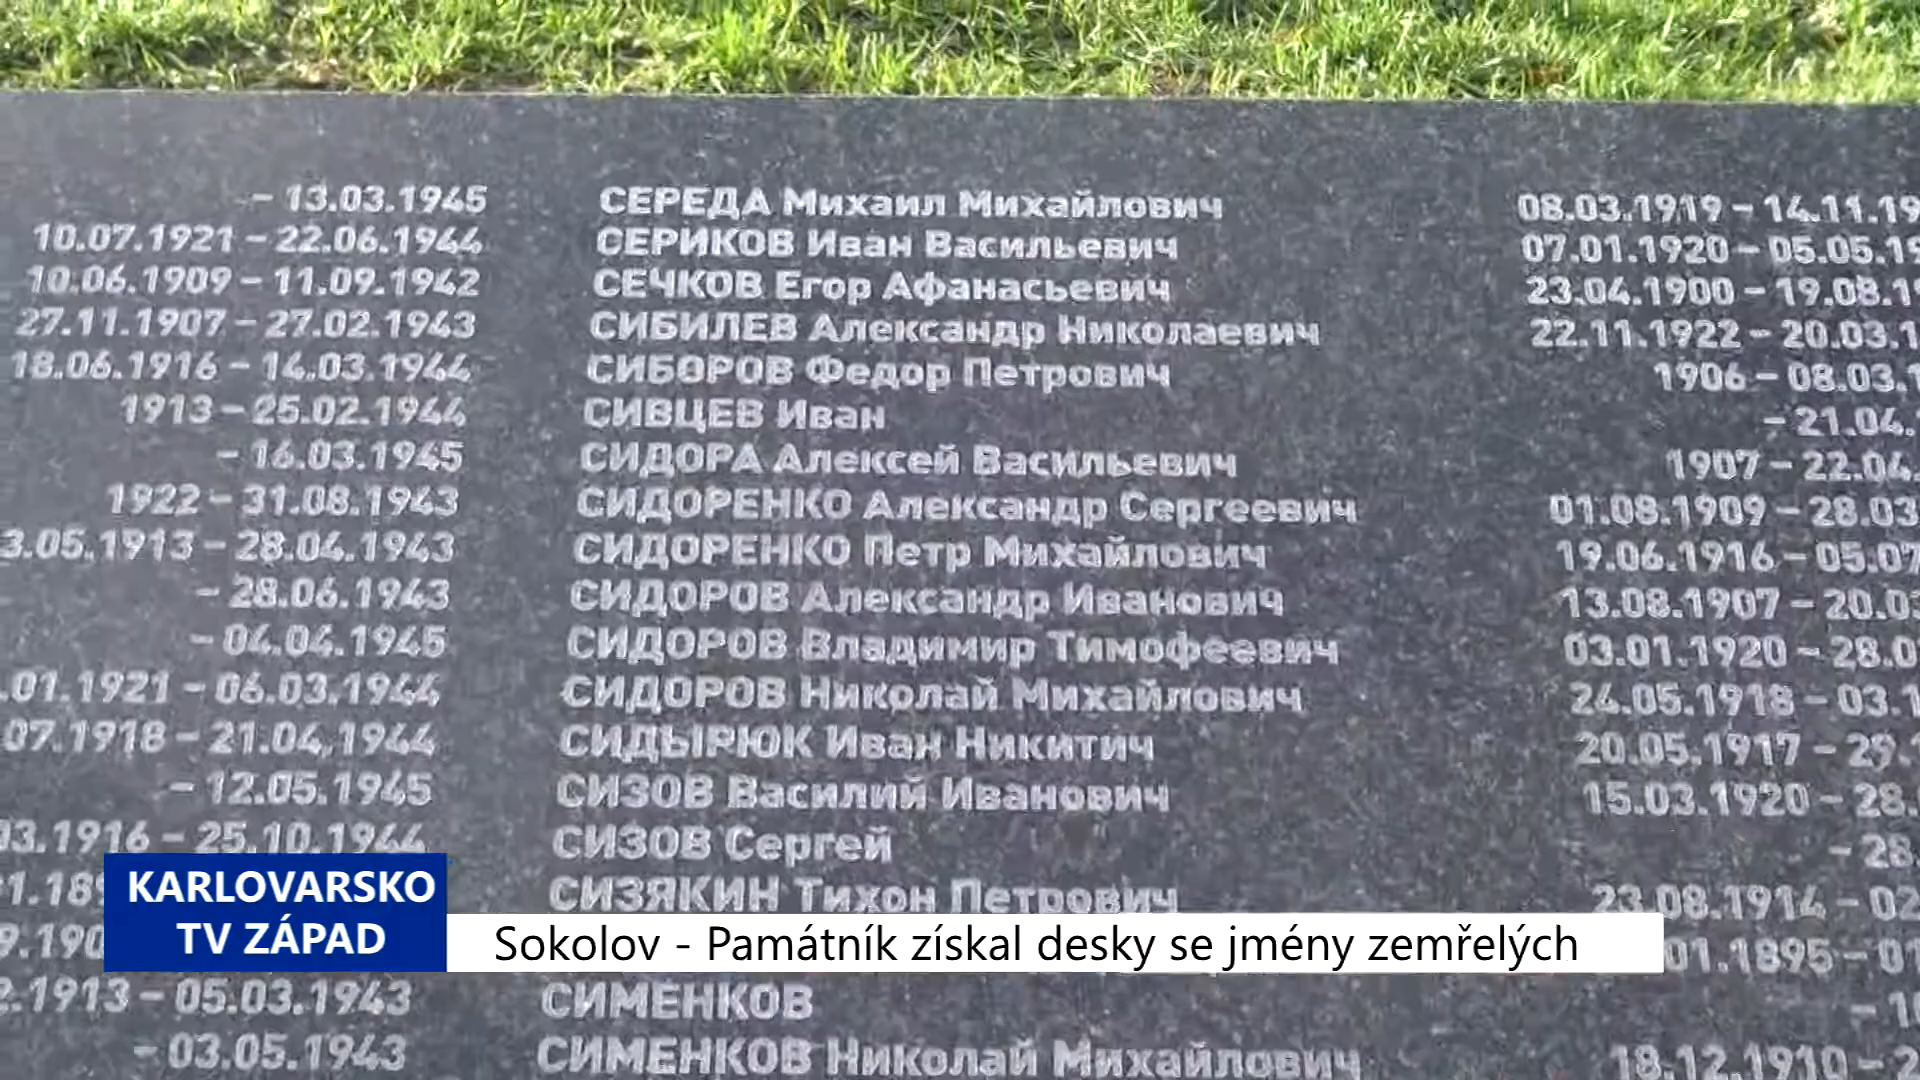 - 13.03.1945 СЕРЕДА Михаил Михайлович 08.03.1919 - 14.11.19
10.07.1921 - 22.06.1944 СЕРИКОВ Иван Васильевич 07.01.1920 - 05.05.19
10.06.1909 - 11.09.1942 СЕЧКОВ Егор Афанасьевич 23.04.1900 - 19.08.19
27.11.1907 - 27.02.1943 СИБИЛЕВ Александр Николаевич 22.11.1922 - 20.03.1
18.06.1916 - 14.03.1944 СИБОРОВ Федор Петрович 1906 - 08.03.1
1913 - 25.02.1944 СИВЦЕВ Иван - 21.04.
- 16.03.1945 СИДОРА Алексей Васильевич 1907 - 22.04.
1922 - 31.08.1943 СИДОРЕНКО Александр Сергеевич 01.08.1909 - 28.03
3.05.1913 - 28.04.1943 СИДОРЕНКО Петр Михайлович 19.06.1916 - 05.07
- 28.06.1943 СИДОРОВ Александр Иванович 13.08.1907 - 20.03
- 04.04.1945 СИДОРОВ Владимир Тимофеевич 03.01.1920 - 28.0
.01.1921 - 06.03.1944 СИДОРОВ Николай Михайлович 24.05.1918 - 03.1
07.1918 - 21.04.1944 СИДЫРЮК Иван Никитич 20.05.1917 - 29.
- 12.05.1945 СИЗОВ Василий Иванович 15.03.1920 - 28.
03.1916 - 25.10.1944 СИЗОВ Сергей - 28.
1.189 СИЗЯКИН Тихон Петрович 23.08.1914 - 02
9.190 01.1895 - 01
KARLOVARSKO
TV ZÁPAD
Sokolov - Památník získal desky se jmény zemřelých
2.1913 - 05.03.1943 СИМЕНКОВ - 10
- 03.05.1943 СИМЕНКОВ Николай Михайлович 18.12.1910 - 2